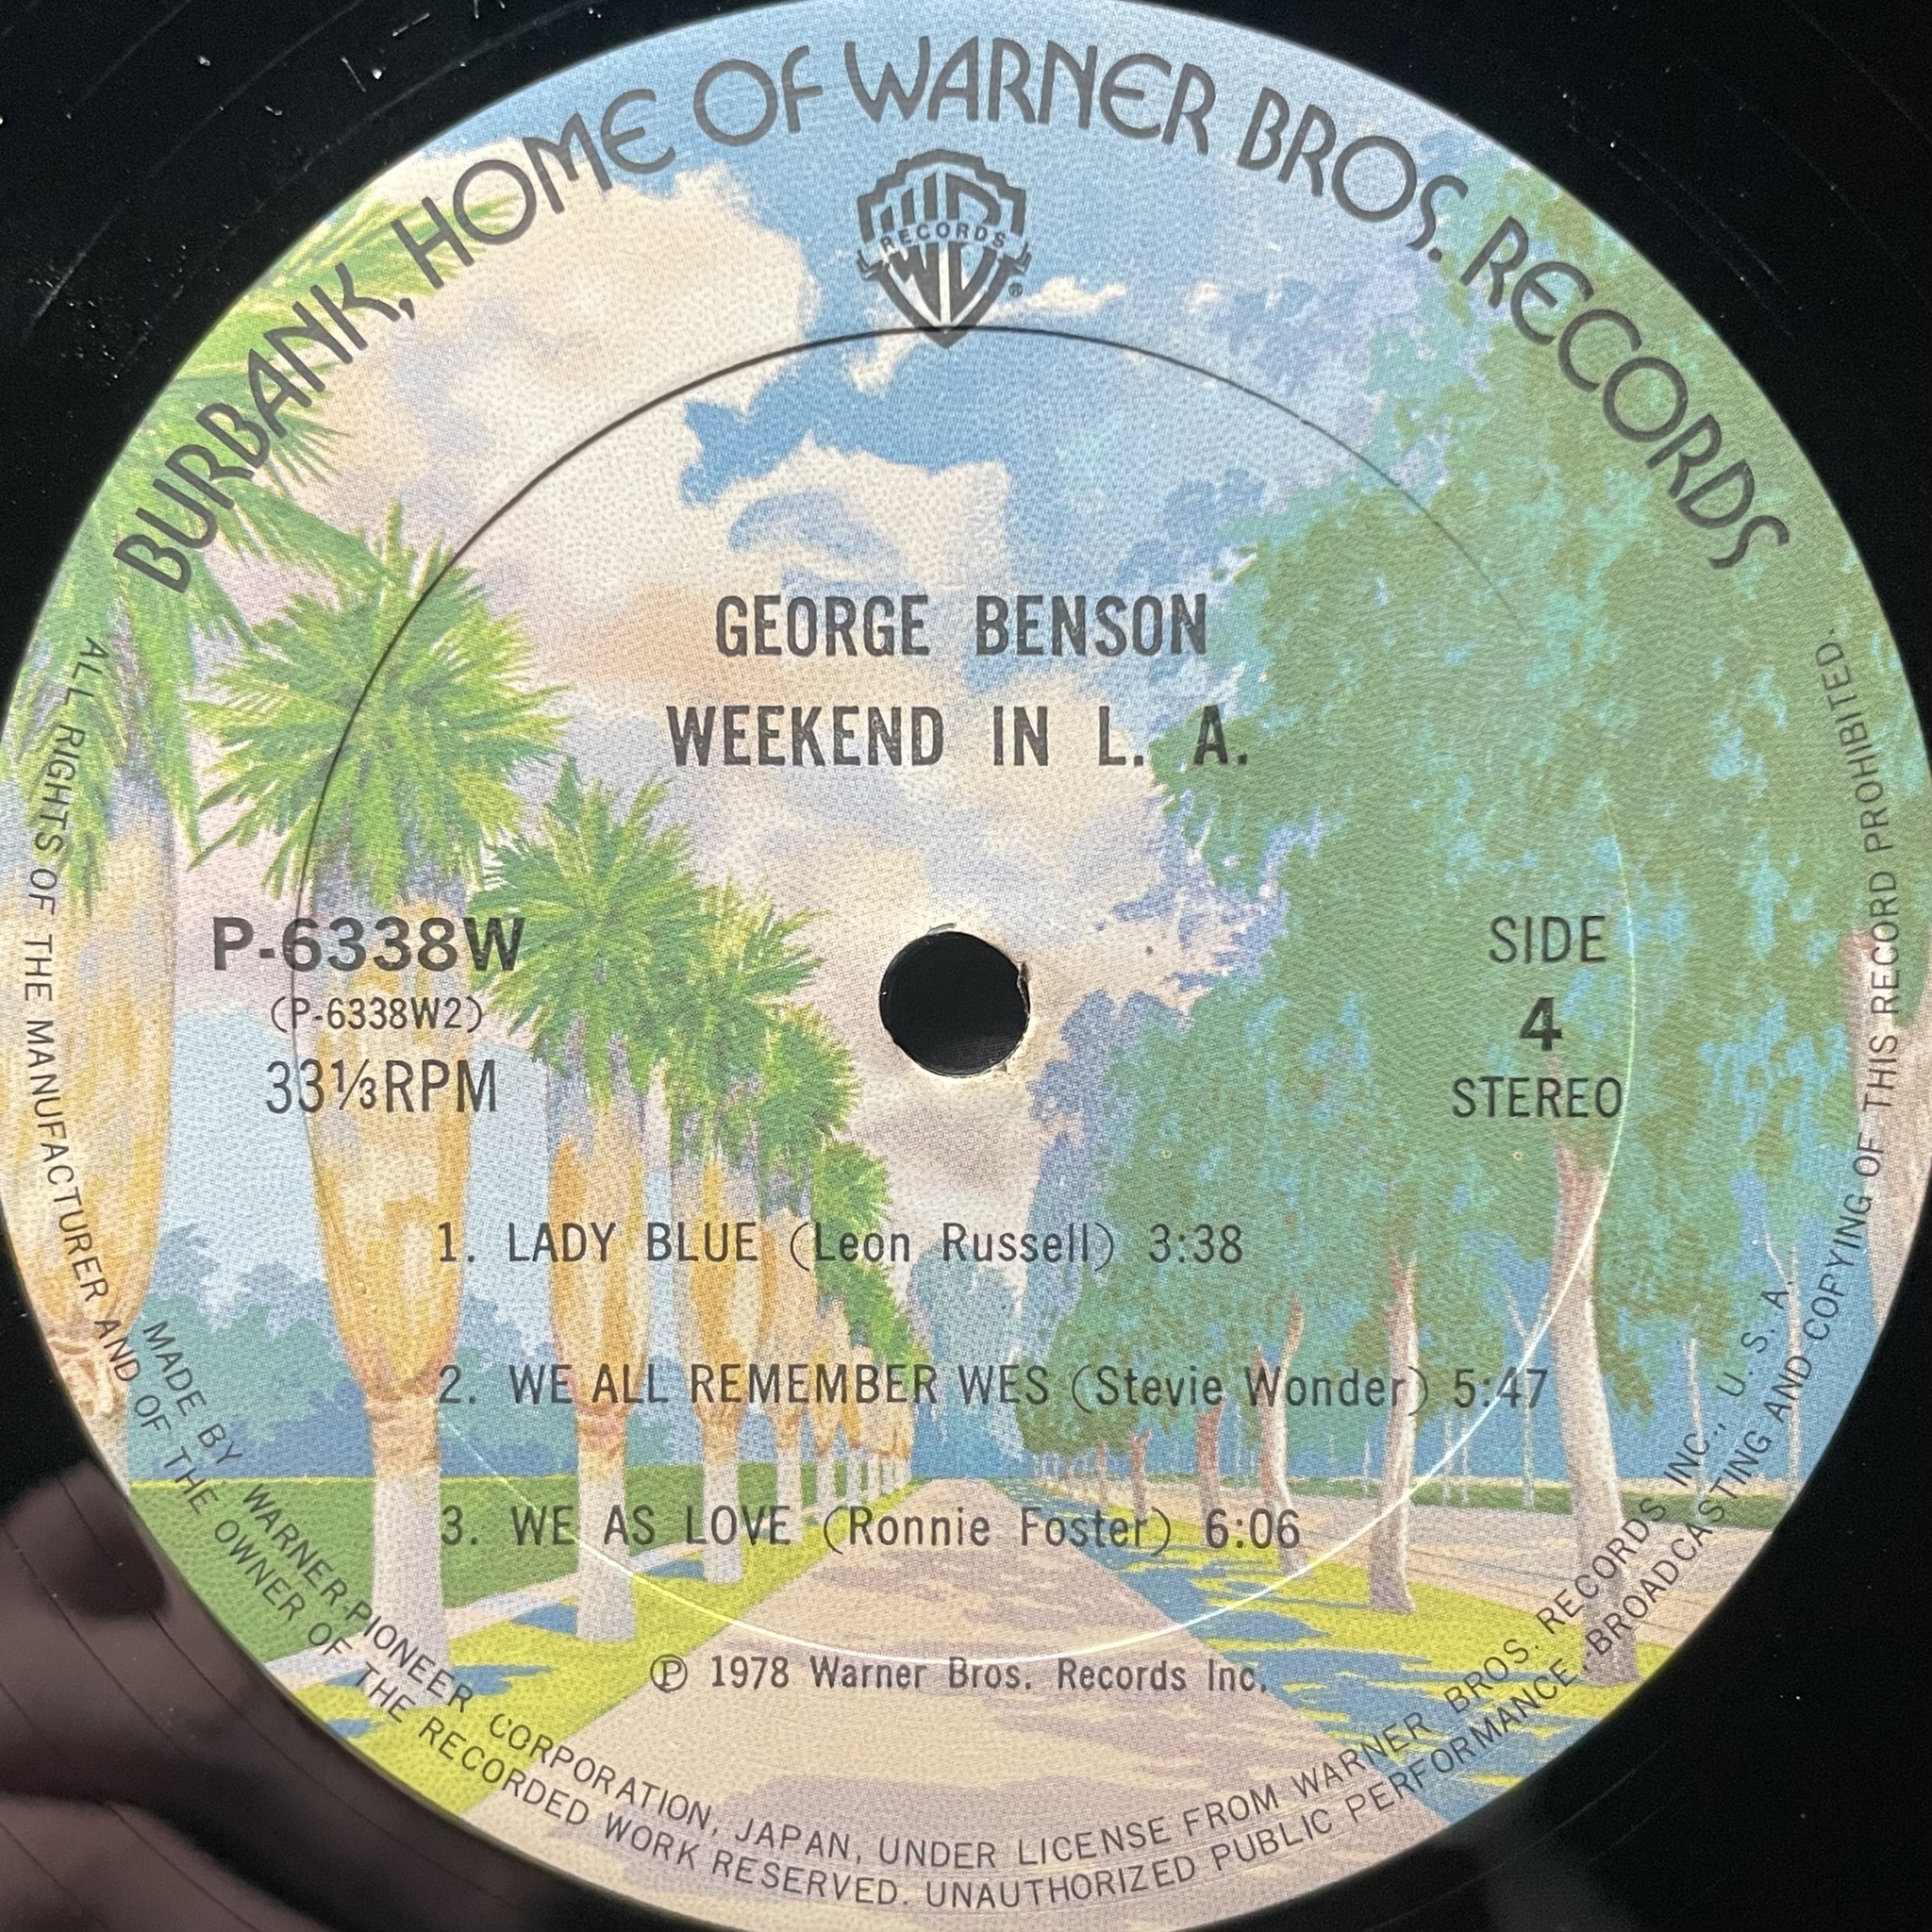 BURBANK, HOME OF WARNER BROS. RECORDS
RECORDS
®
GEORGE BENSON
WEEKEND IN L. A.
P-6338W
(P-6338W2)
33⅓RPM
SIDE
4
STEREO
1. LADY BLUE (Leon Russell) 3:38
2. WE ALL REMEMBER WES (Stevie Wonder) 5:47
3. WE AS LOVE (Ronnie Foster) 6:06
℗ 1978 Warner Bros. Records Inc.
MADE BY WARNER-PIONEER CORPORATION, JAPAN, UNDER LICENSE FROM WARNER BROS. RECORDS INC., U. S. A.
ALL RIGHTS OF THE MANUFACTURER AND OF THE OWNER OF THE RECORDED WORK RESERVED. UNAUTHORIZED PUBLIC PERFORMANCE, BROADCASTING AND COPYING OF THIS RECORD PROHIBITED.